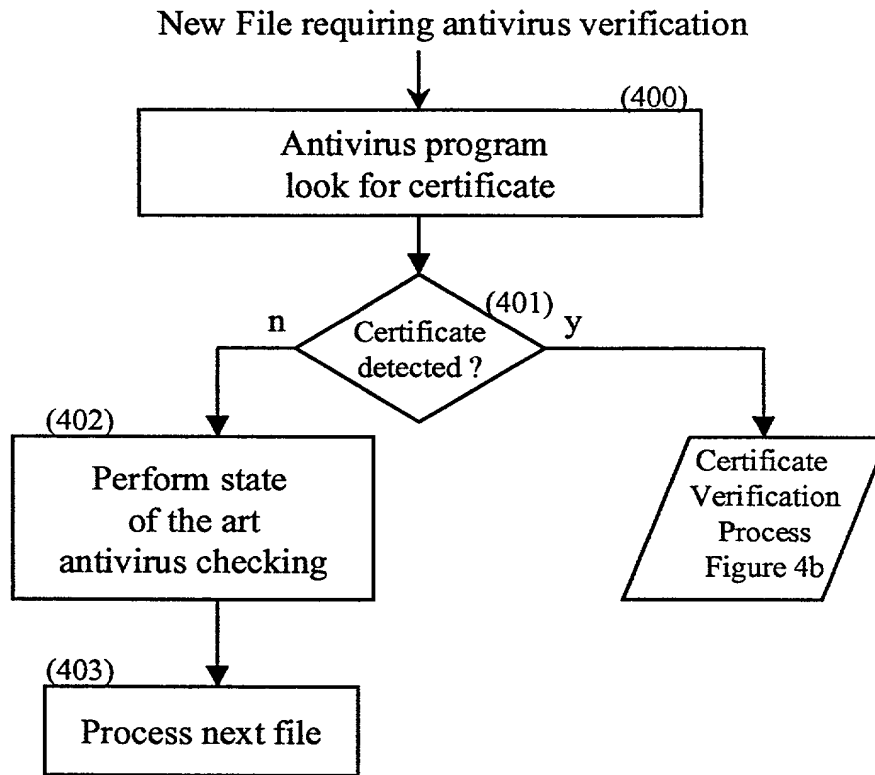 New File requiring antivirus verification
(400)
Antivirus program
look for certificate
(401)
n
y
Certificate
detected ?
(402)
Perform state
of the art
antivirus checking
Certificate
Verification
Process
Figure 4b
(403)
Process next file